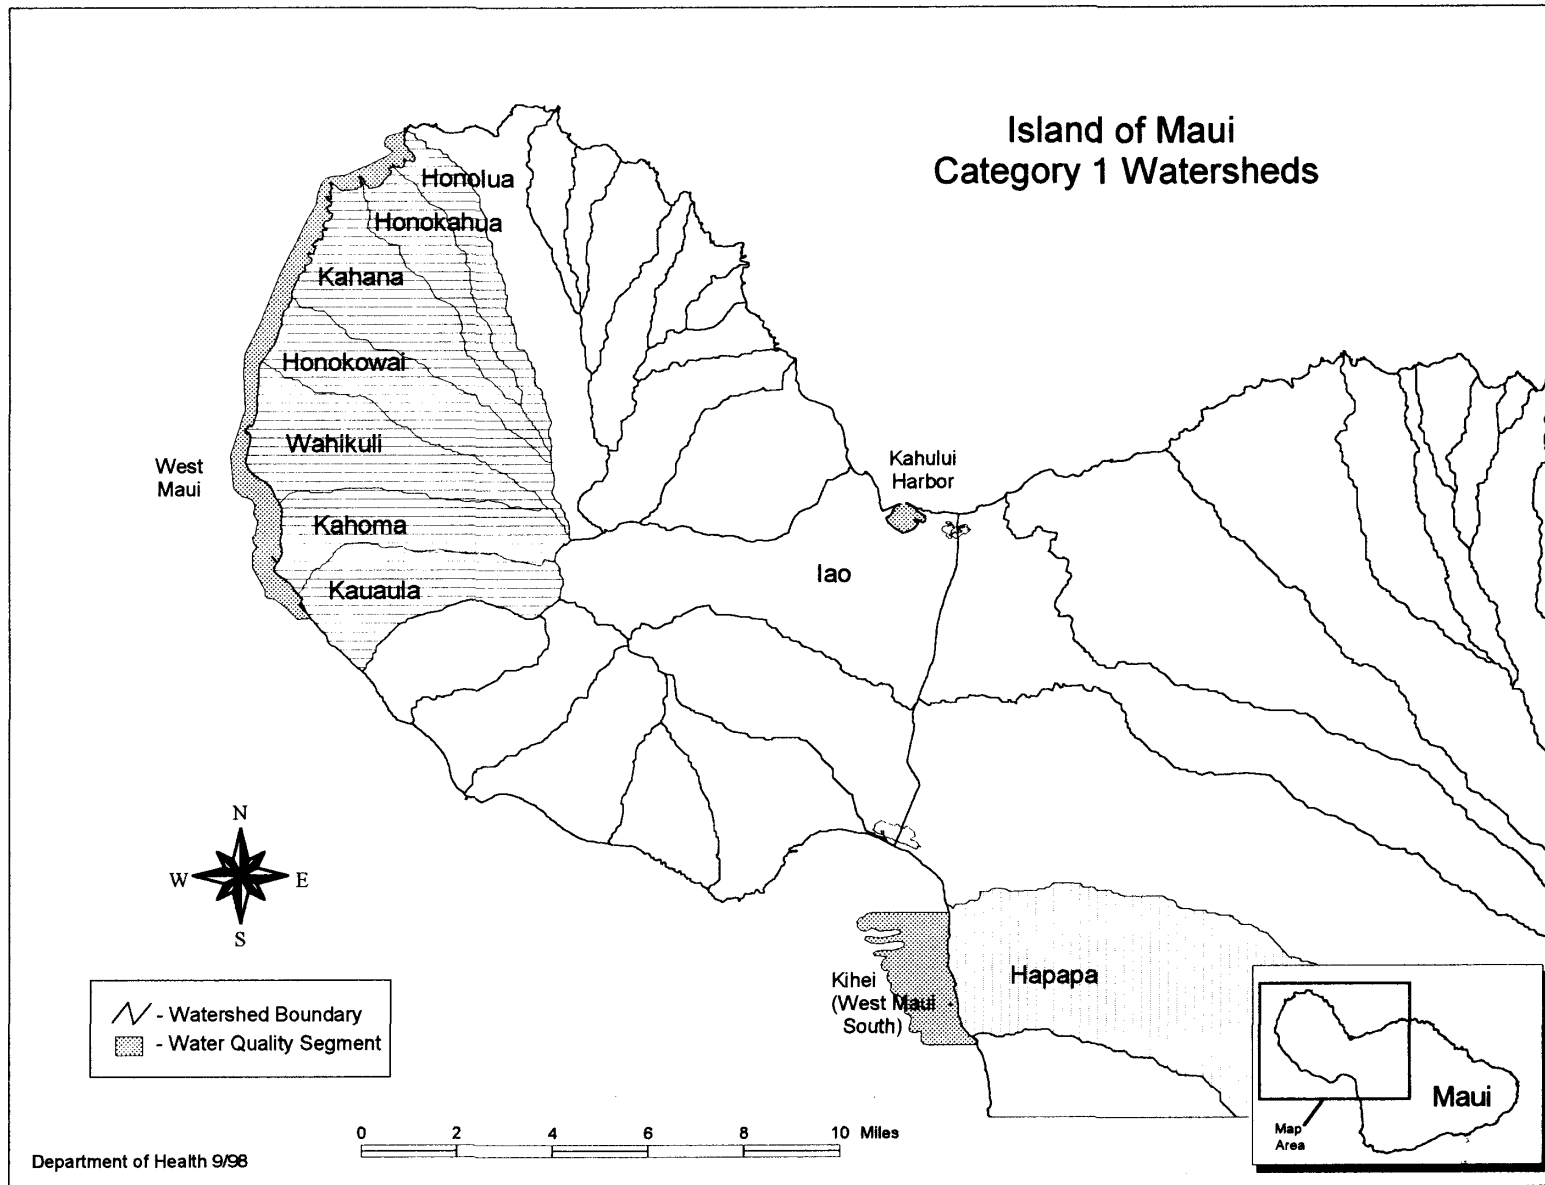 Island of Maui
Category 1 Watersheds
Honolua
Honokahua
Kahana
Honokowai
Wahikuli
West
Maui
Kahoma
Kauaula
Kahului
Harbor
Iao
N
W
E
S
Hapapa
Kihei
(West Maui
South)
- Watershed Boundary
- Water Quality Segment
Maui
Map
Area
0 2 4 6 8 10 Miles
Department of Health 9/98